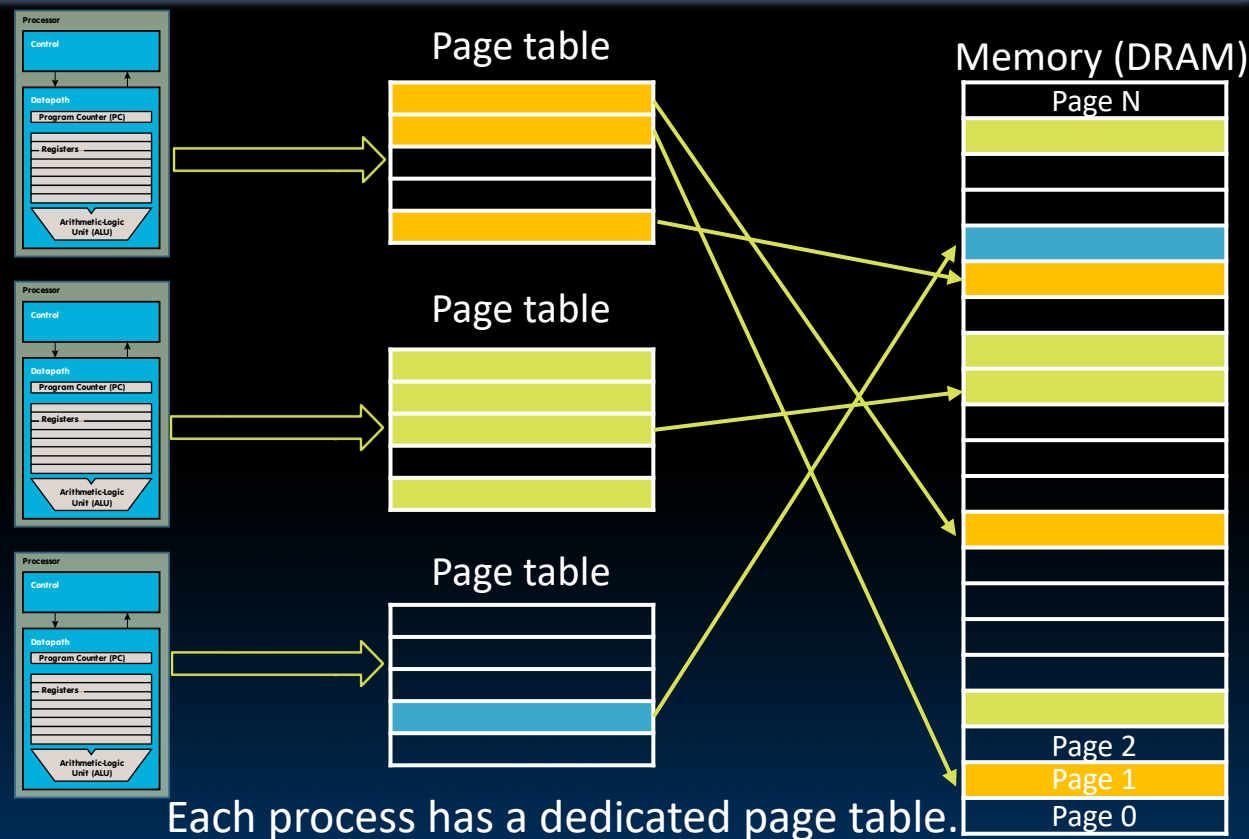 Processor
Control
Datapath
Program Counter (PC)
Registers
Arithmetic-Logic
Unit (ALU)
Page table
Processor
Control
Datapath
Program Counter (PC)
Registers
Arithmetic-Logic
Unit (ALU)
Page table
Processor
Control
Datapath
Program Counter (PC)
Registers
Arithmetic-Logic
Unit (ALU)
Page table
Memory (DRAM)
Page N
Page 2
Page 1
Page 0
Each process has a dedicated page table.